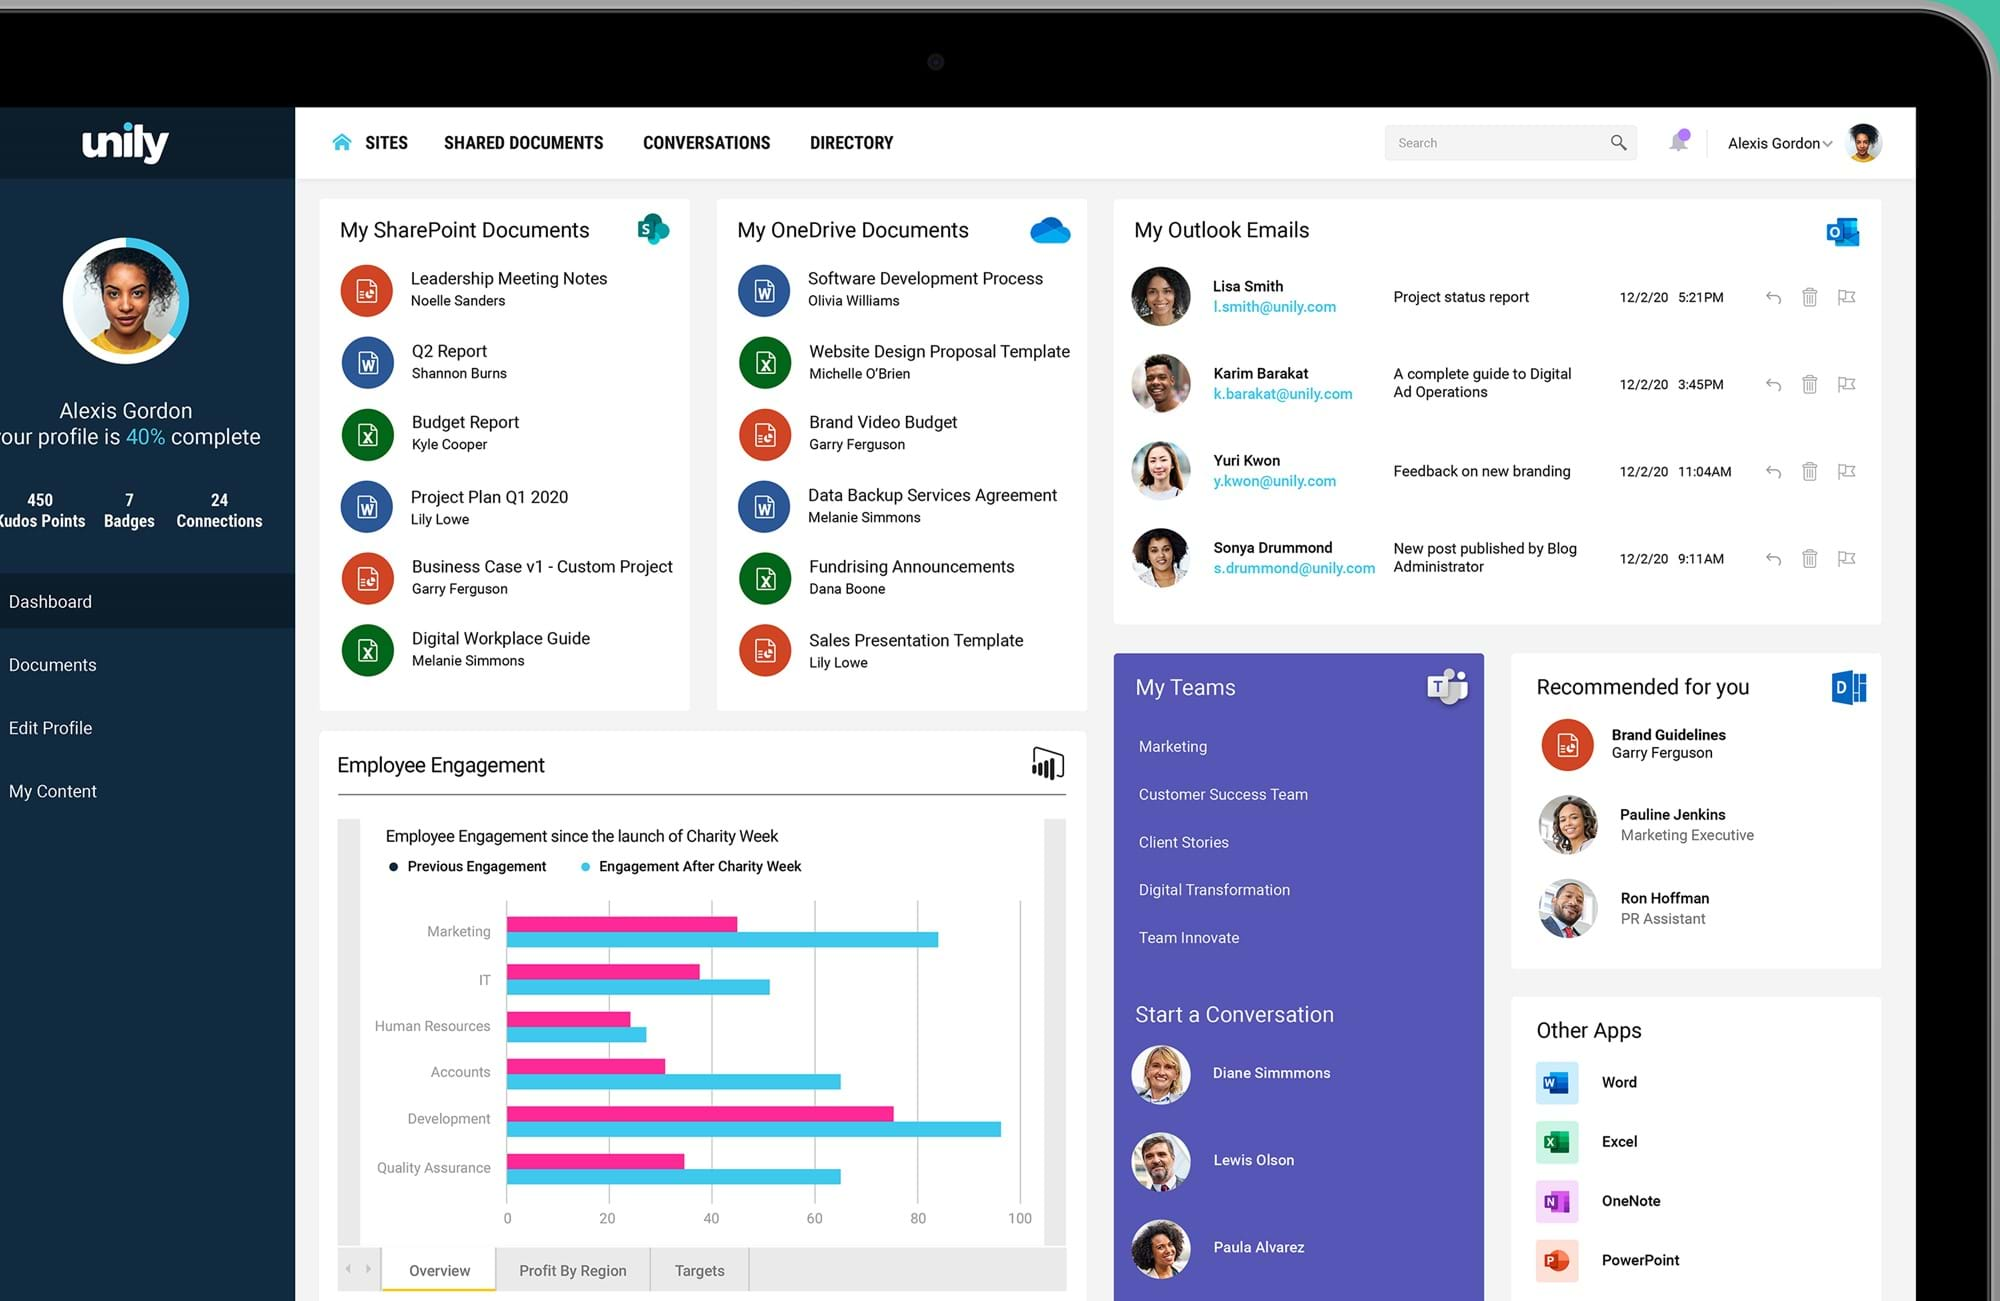 unily
SITES
SHARED DOCUMENTS
CONVERSATIONS
DIRECTORY
Search
Alexis Gordon
Alexis Gordon
our profile is 40% complete
450
Kudos Points
7
Badges
24
Connections
Dashboard
Documents
Edit Profile
My Content
My SharePoint Documents
S
Leadership Meeting Notes
Noelle Sanders
W
Q2 Report
Shannon Burns
X
Budget Report
Kyle Cooper
W
Project Plan Q1 2020
Lily Lowe
Business Case v1 - Custom Project
Garry Ferguson
X
Digital Workplace Guide
Melanie Simmons
My OneDrive Documents
W
Software Development Process
Olivia Williams
X
Website Design Proposal Template
Michelle O’Brien
Brand Video Budget
Garry Ferguson
W
Data Backup Services Agreement
Melanie Simmons
X
Fundrising Announcements
Dana Boone
Sales Presentation Template
Lily Lowe
My Outlook Emails
O
Lisa Smith
l.smith@unily.com
Project status report
12/2/20 5:21PM
Karim Barakat
k.barakat@unily.com
A complete guide to Digital
Ad Operations
12/2/20 3:45PM
Yuri Kwon
y.kwon@unily.com
Feedback on new branding
12/2/20 11:04AM
Sonya Drummond
s.drummond@unily.com
New post published by Blog
Administrator
12/2/20 9:11AM
Employee Engagement
Employee Engagement since the launch of Charity Week
Previous Engagement
Engagement After Charity Week
Marketing
IT
Human Resources
Accounts
Development
Quality Assurance
0 20 40 60 80 100
Overview
Profit By Region
Targets
My Teams
T
Marketing
Customer Success Team
Client Stories
Digital Transformation
Team Innovate
Start a Conversation
Diane Simmmons
Lewis Olson
Paula Alvarez
Recommended for you
D
Brand Guidelines
Garry Ferguson
Pauline Jenkins
Marketing Executive
Ron Hoffman
PR Assistant
Other Apps
W
Word
X
Excel
N
OneNote
P
PowerPoint